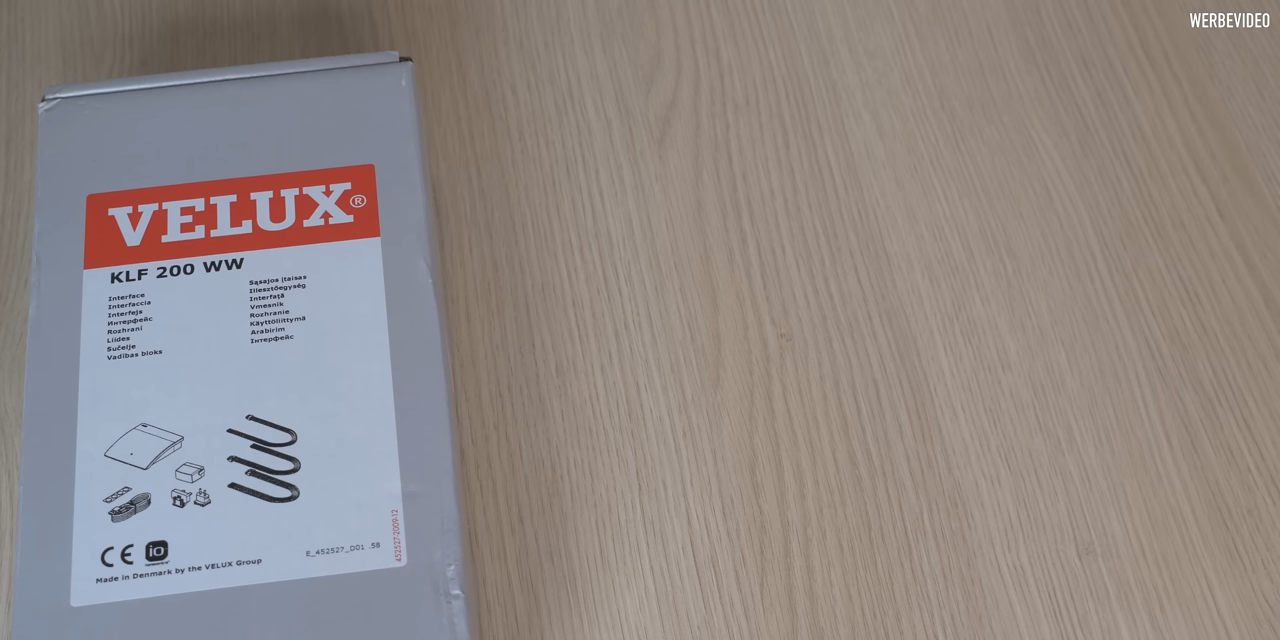 WERBEVIDEO
VELUX®
KLF 200 WW
Interface
Interfaccia
Interfejs
Интерфейс
Rozhraní
Liides
Sučelje
Vadības bloks
Sąsajos įtaisas
Illesztőegység
Interfaţă
Vmesnik
Rozhranie
Käyttöliittymä
Arabirim
Інтерфейс
CE
io
E_452527_D01 .58
Made in Denmark by the VELUX Group
452527-2009-12